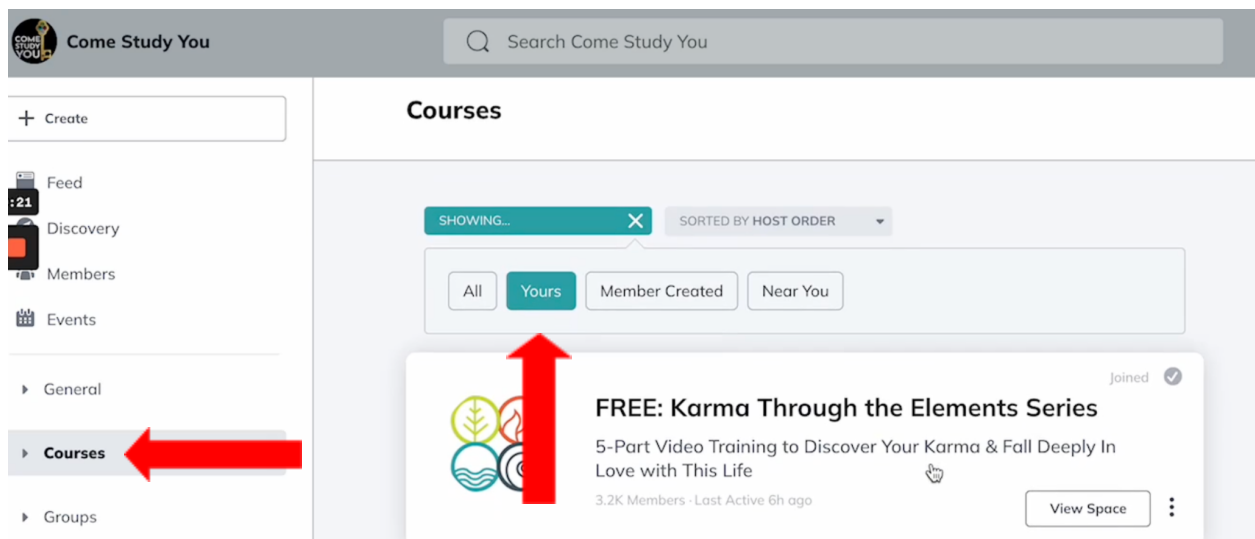 COME
STUDY
YOU
Come Study You
Search Come Study You
+ Create
Feed
:21
Discovery
Members
Events
General
Courses
Groups
Courses
SHOWING...
SORTED BY HOST ORDER
All Yours Member Created Near You
Joined
FREE: Karma Through the Elements Series
5-Part Video Training to Discover Your Karma & Fall Deeply In
Love with This Life
3.2K Members · Last Active 6h ago
View Space